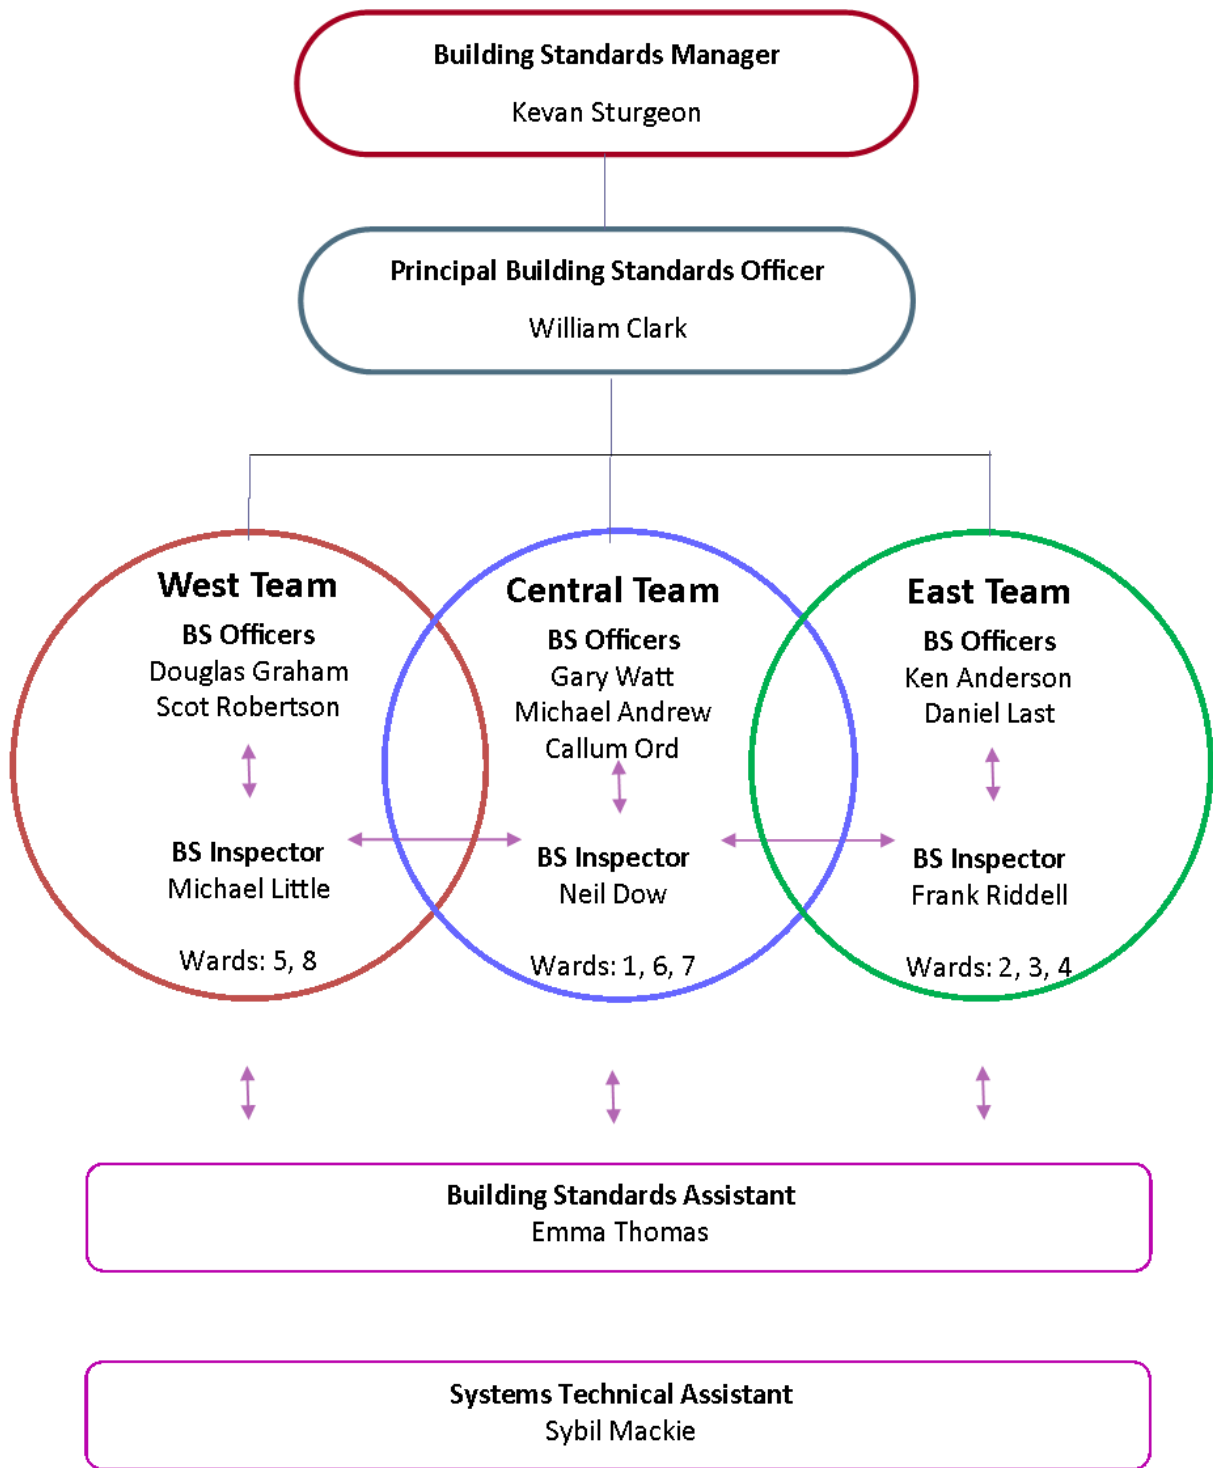 Building Standards Manager
Kevan Sturgeon
Principal Building Standards Officer
William Clark
West Team
BS Officers
Douglas Graham
Scot Robertson
BS Inspector
Michael Little
Wards: 5, 8
Central Team
BS Officers
Gary Watt
Michael Andrew
Callum Ord
BS Inspector
Neil Dow
Wards: 1, 6, 7
East Team
BS Officers
Ken Anderson
Daniel Last
BS Inspector
Frank Riddell
Wards: 2, 3, 4
Building Standards Assistant
Emma Thomas
Systems Technical Assistant
Sybil Mackie